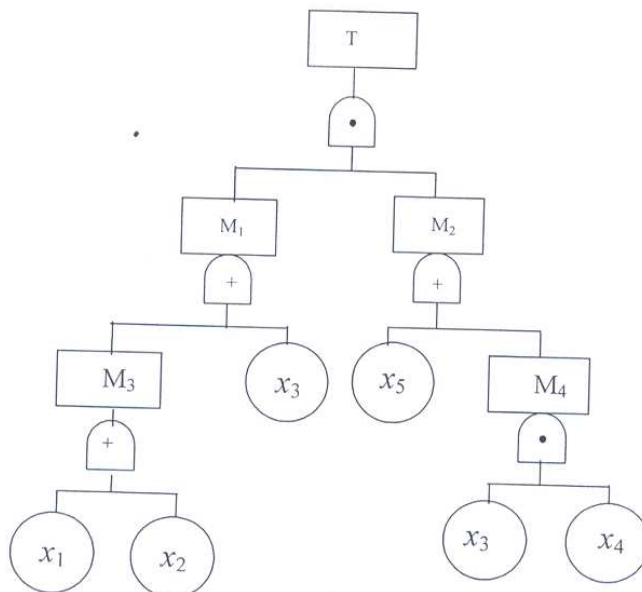 T
•
M₁ M₂
+ +
M₃ x₃ x₅ M₄
+ •
x₁ x₂ x₃ x₄